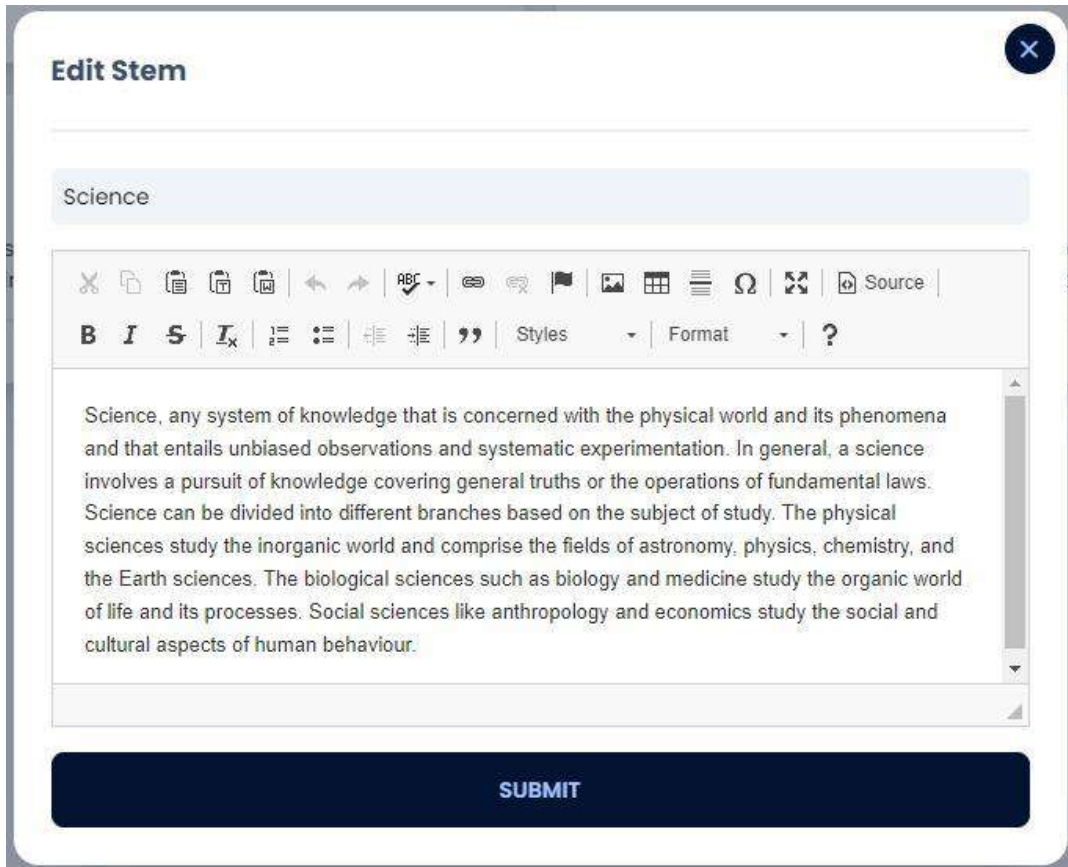 Edit Stem
Science
ABC
Source
B I S Ix Styles Format ?
Science, any system of knowledge that is concerned with the physical world and its phenomena
and that entails unbiased observations and systematic experimentation. In general, a science
involves a pursuit of knowledge covering general truths or the operations of fundamental laws.
Science can be divided into different branches based on the subject of study. The physical
sciences study the inorganic world and comprise the fields of astronomy, physics, chemistry, and
the Earth sciences. The biological sciences such as biology and medicine study the organic world
of life and its processes. Social sciences like anthropology and economics study the social and
cultural aspects of human behaviour.
SUBMIT